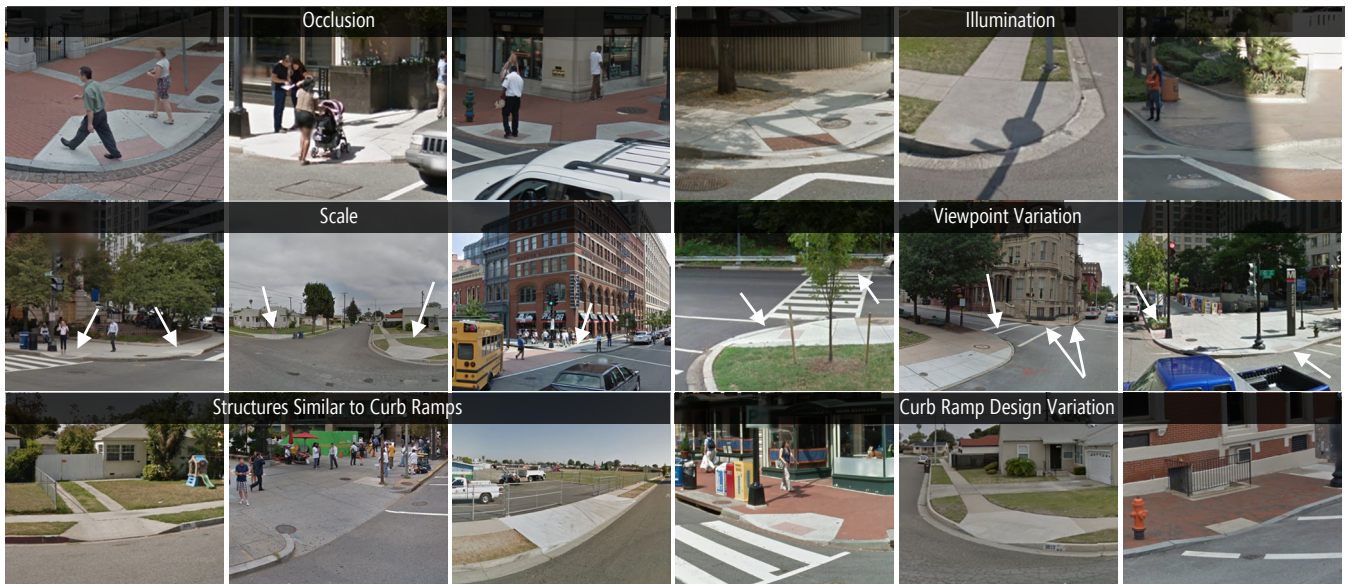 Occlusion
Illumination
Scale
Viewpoint Variation
Structures Similar to Curb Ramps
Curb Ramp Design Variation